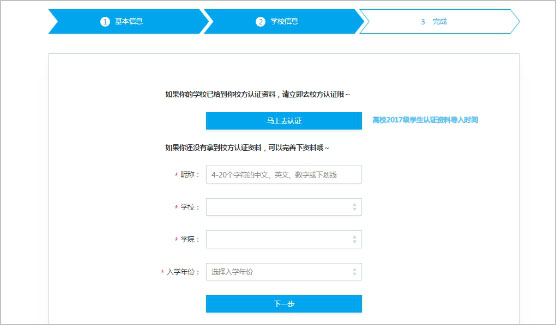 1 基本信息
2 学校信息
3 完成
如果你的学校已给到你校方认证资料，请立即去校方认证哦~
马上去认证
高校2017级学生认证资料导入时间
如果你还没有拿到校方认证资料，可以完善下资料哦~
* 昵称：
4-20个字符的中文、英文、数字或下划线
* 学校：
* 学院：
* 入学年份：
选择入学年份
下一步